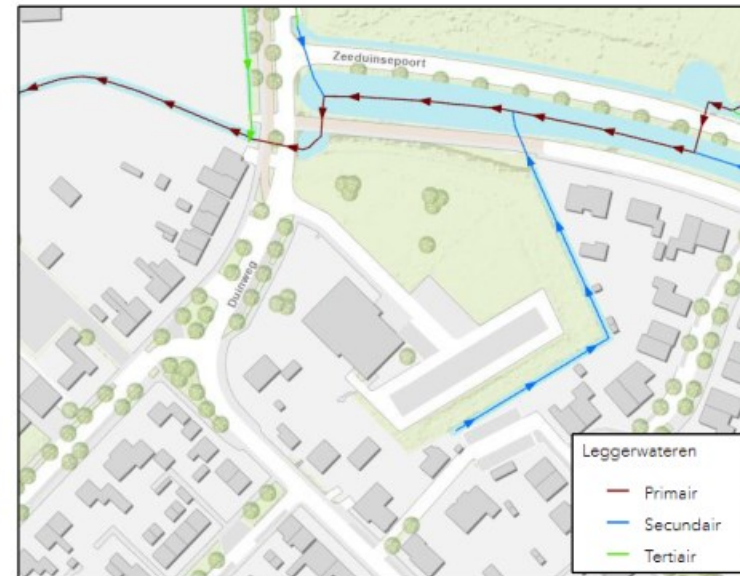 Zeeduinsepoort
Duinweg
Leggerwateren
Primair
Secundair
Tertiair